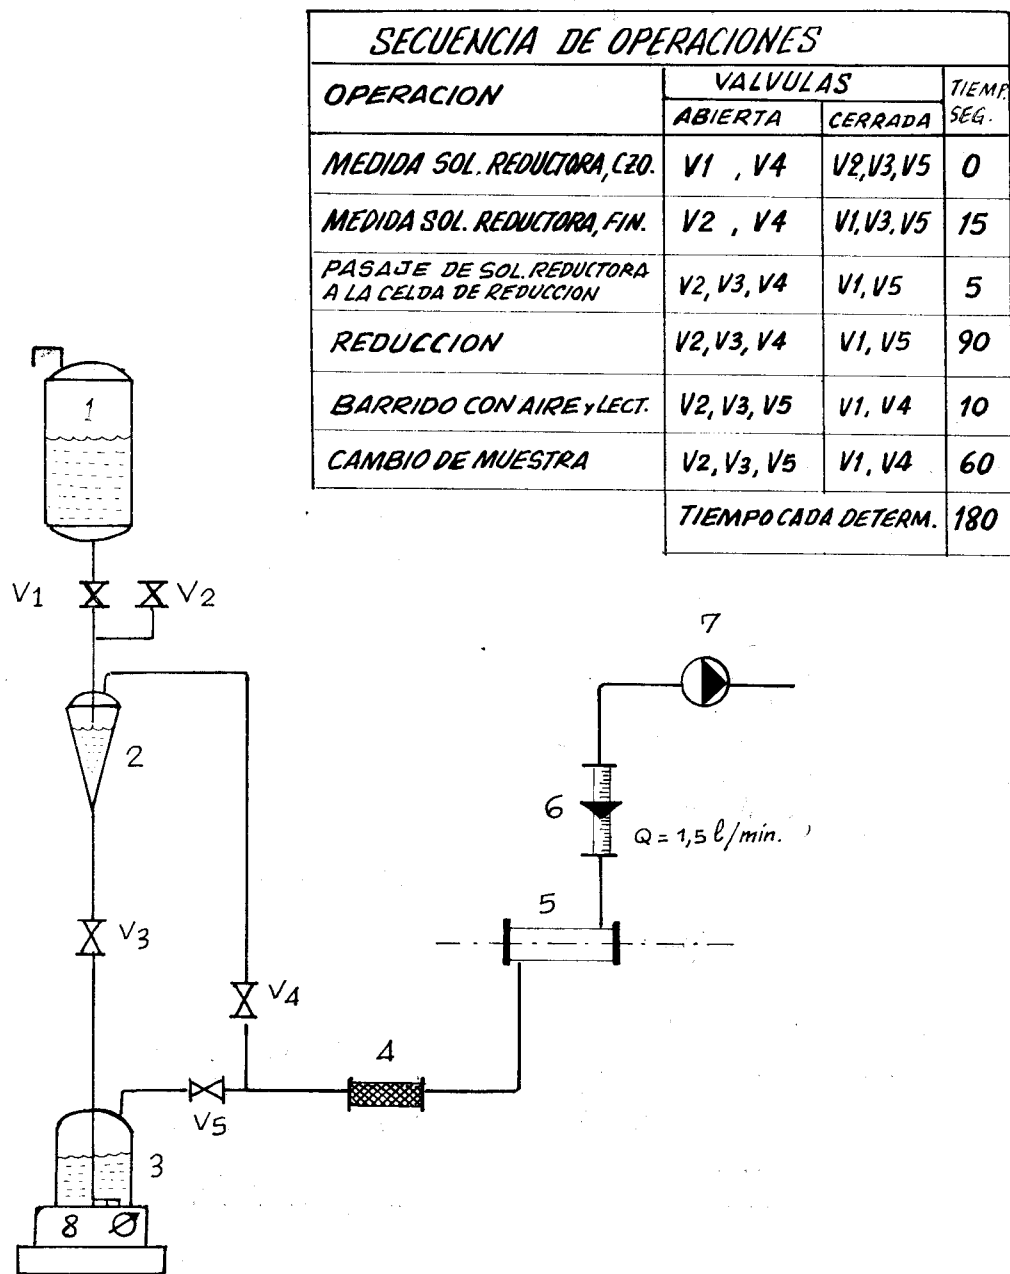 SECUENCIA DE OPERACIONES
OPERACION
VALVULAS
TIEMP.
SEG.
ABIERTA
CERRADA
MEDIDA SOL. REDUCTORA, CZO.
V1 , V4
V2,V3,V5
0
MEDIDA SOL. REDUCTORA, FIN.
V2 , V4
V1,V3,V5
15
PASAJE DE SOL. REDUCTORA
A LA CELDA DE REDUCCION
V2, V3, V4
V1,V5
5
REDUCCION
V2, V3, V4
V1, V5
90
BARRIDO CON AIRE y LECT.
V2, V3, V5
V1, V4
10
CAMBIO DE MUESTRA
V2, V3, V5
V1, V4
60
TIEMPO CADA DETERM.
180
1
V1
V2
7
2
6
Q = 1,5 l/min.
5
V3
V4
4
V5
3
8